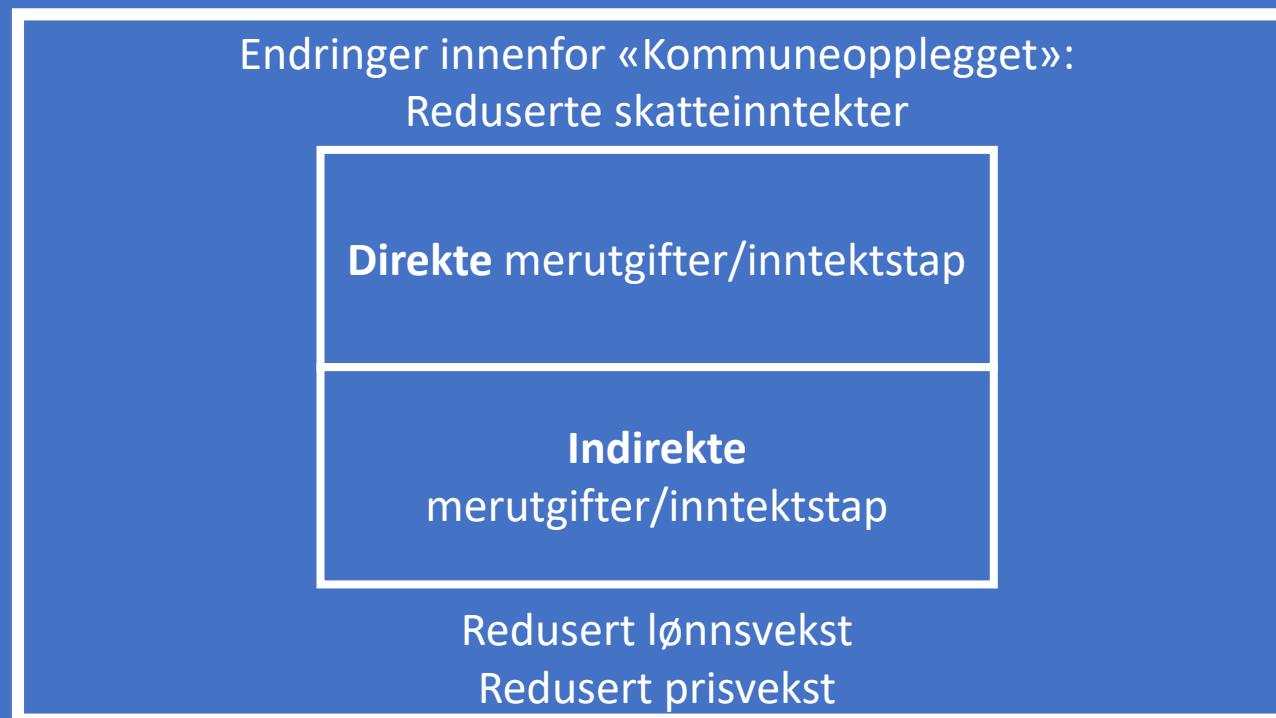 Endringer innenfor «Kommuneopplegget»:
Reduserte skatteinntekter
Direkte merutgifter/inntektstap
Indirekte
merutgifter/inntektstap
Redusert lønnsvekst
Redusert prisvekst